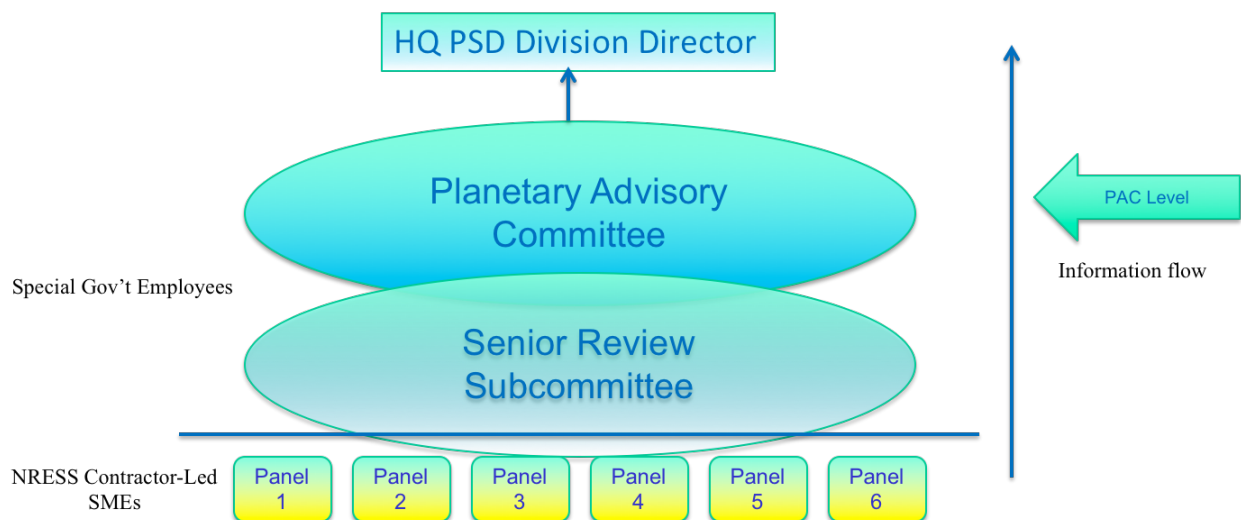 HQ PSD Division Director
Planetary Advisory
Committee
PAC Level
Information flow
Special Gov’t Employees
Senior Review
Subcommittee
NRESS Contractor-Led
SMEs
Panel
1
Panel
2
Panel
3
Panel
4
Panel
5
Panel
6